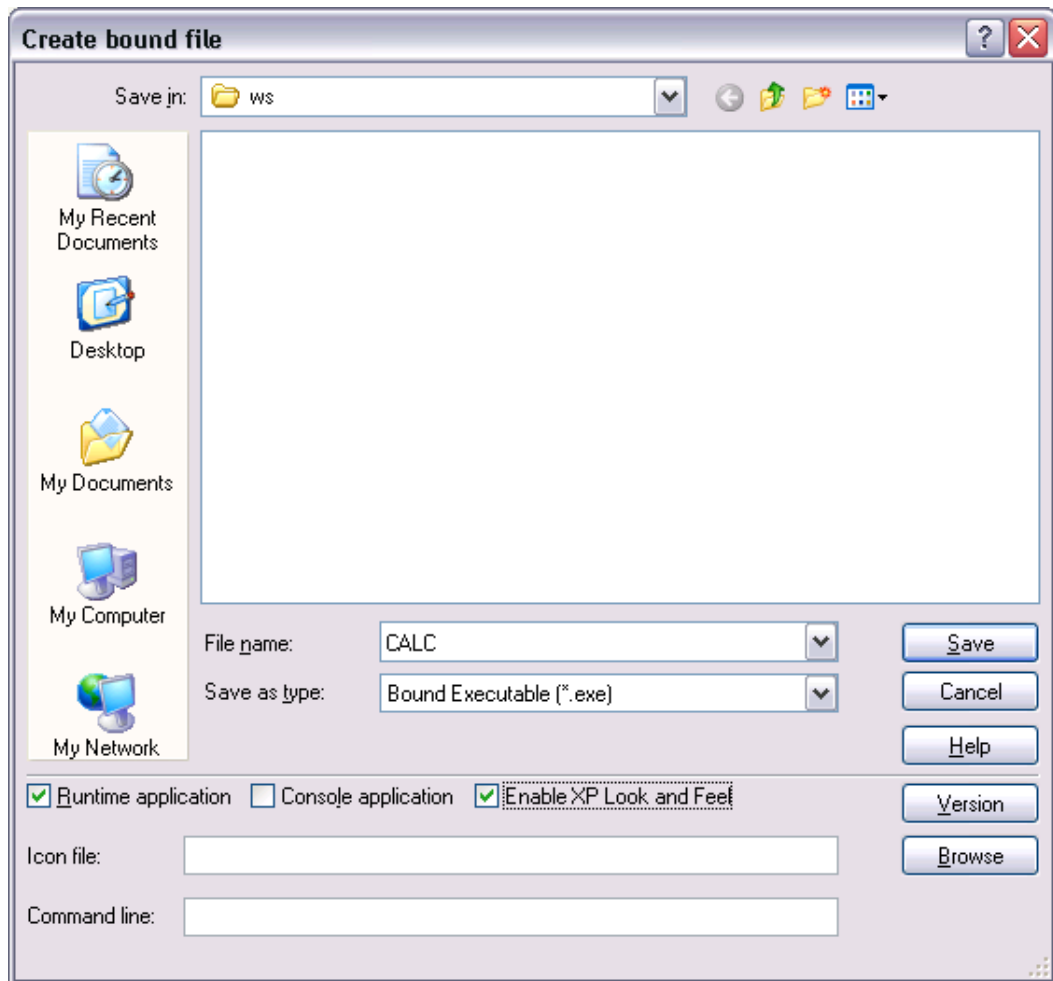 Create bound file
Save in:
ws
My Recent
Documents
Desktop
My Documents
My Computer
My Network
File name:
CALC
Save
Save as type:
Bound Executable (*.exe)
Cancel
Help
Runtime application
Console application
Enable XP Look and Feel
Version
Icon file:
Browse
Command line: